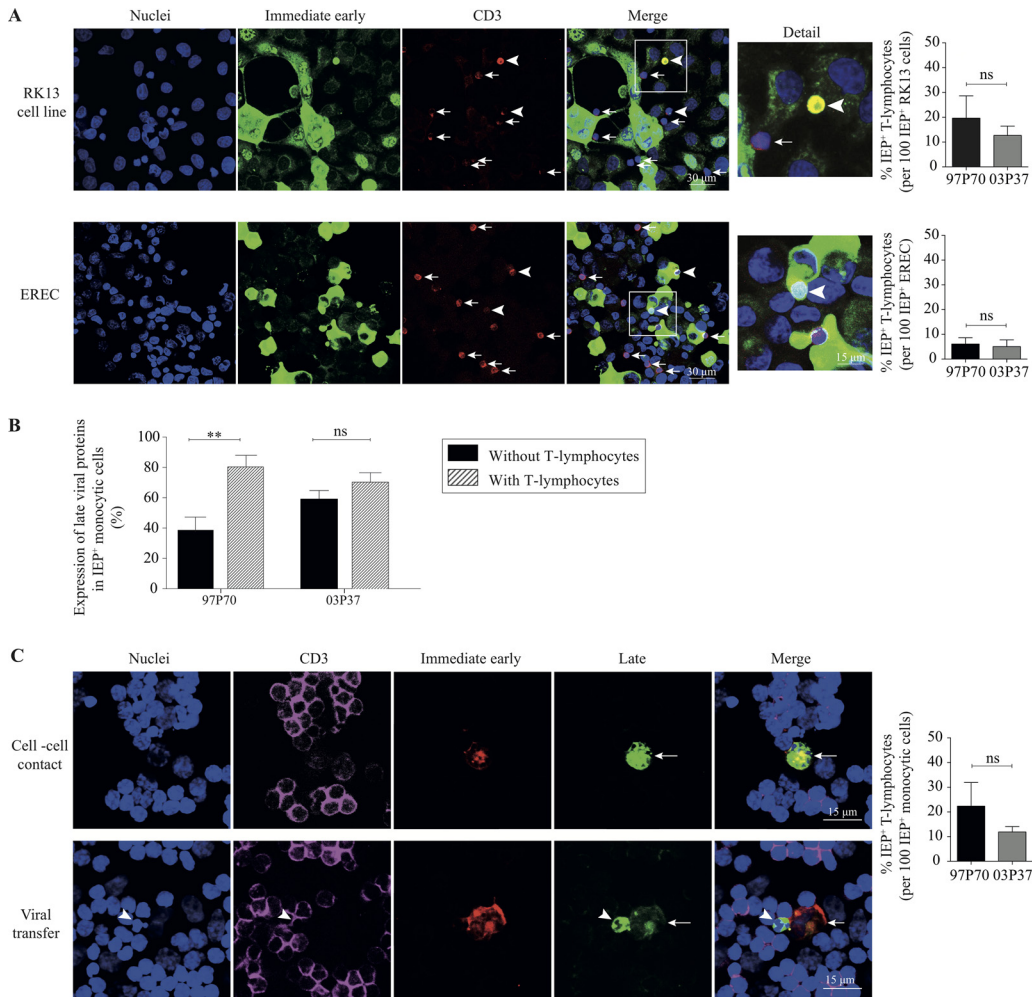 A
Nuclei
Immediate early
CD3
Merge
Detail
RK13
cell line
30 μm
% IEP+ T-lymphocytes
(per 100 IEP+ RK13 cells)
50
40
30
20
10
0
ns
97P70
03P37
EREC
30 μm
15 μm
% IEP+ T-lymphocytes
(per 100 IEP+ EREC)
50
40
30
20
10
0
ns
97P70
03P37
B
Expression of late viral proteins
in IEP+ monocytic cells
(%)
100
80
60
40
20
0
**
ns
97P70
03P37
Without T-lymphocytes
With T-lymphocytes
C
Nuclei
CD3
Immediate early
Late
Merge
Cell -cell
contact
15 μm
Viral
transfer
15 μm
% IEP+ T-lymphocytes
(per 100 IEP+ monocytic cells)
50
40
30
20
10
0
ns
97P70
03P37